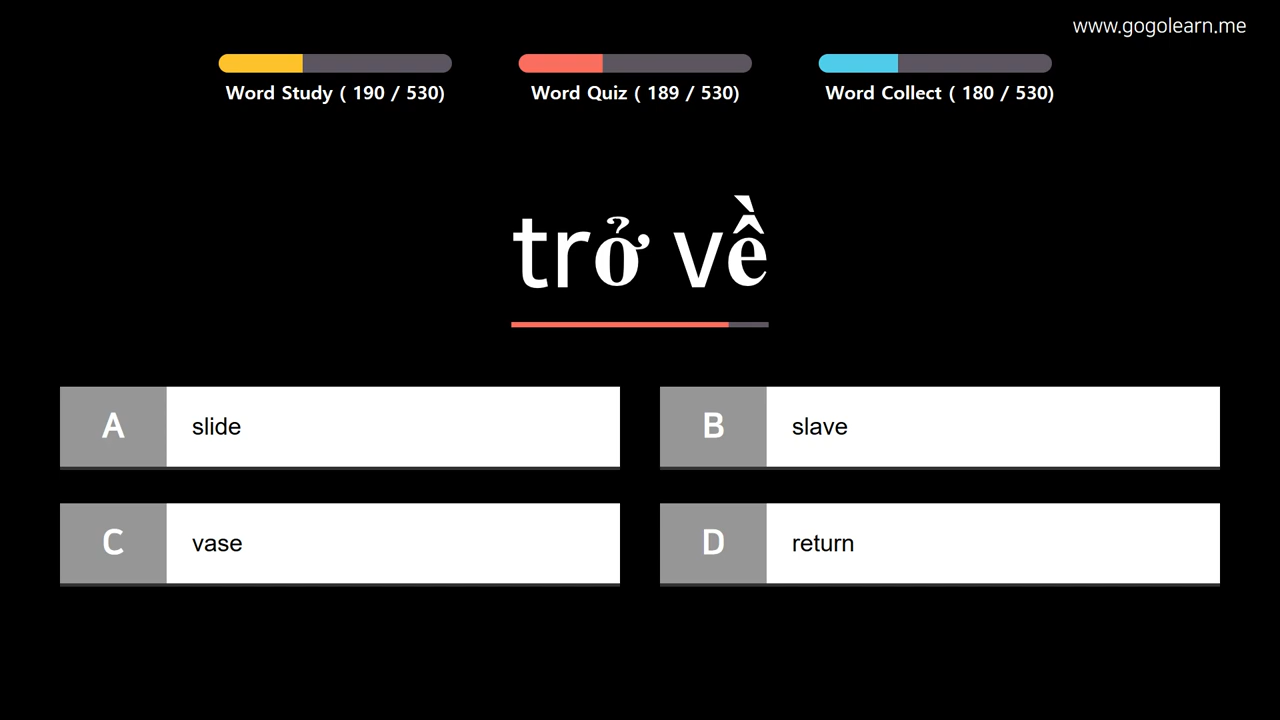 www.gogolearn.me
Word Study ( 190 / 530)
Word Quiz ( 189 / 530)
Word Collect ( 180 / 530)
trở về
A slide
B slave
C vase
D return